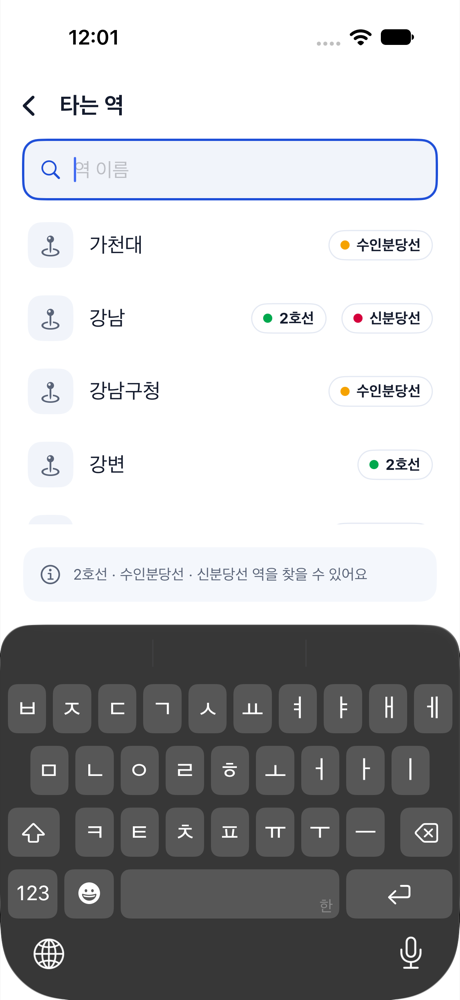 12:01
타는 역
역 이름
가천대 수인분당선
강남 2호선 신분당선
강남구청 수인분당선
강변 2호선
2호선 · 수인분당선 · 신분당선 역을 찾을 수 있어요
ㅂ ㅈ ㄷ ㄱ ㅅ ㅛ ㅕ ㅑ ㅐ ㅔ
ㅁ ㄴ ㅇ ㄹ ㅎ ㅗ ㅓ ㅏ ㅣ
ㅋ ㅌ ㅊ ㅍ ㅠ ㅜ ㅡ
123 한